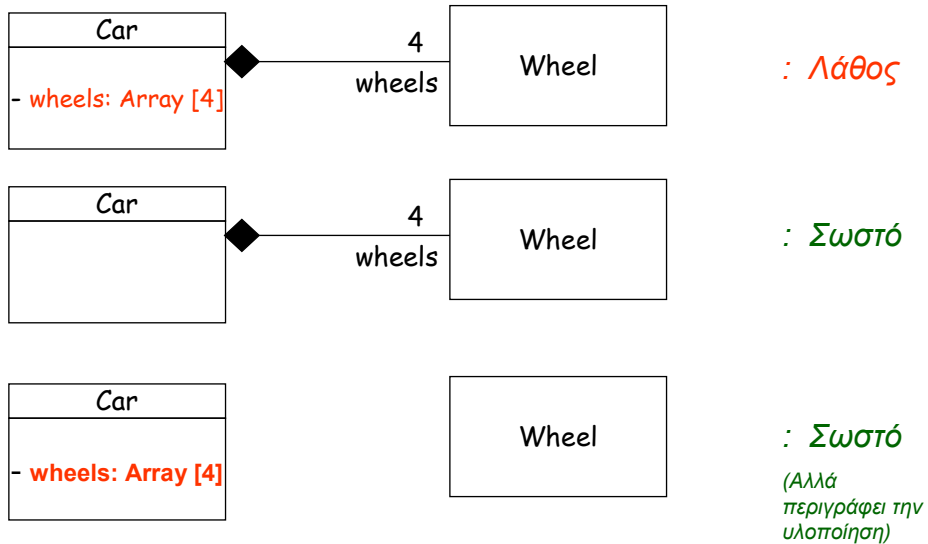 Car
4
wheels
Wheel
- wheels: Array [4]
: Λάθος
Car
4
wheels
Wheel
: Σωστό
Car
- wheels: Array [4]
Wheel
: Σωστό
(Αλλά
περιγράφει την
υλοποίηση)